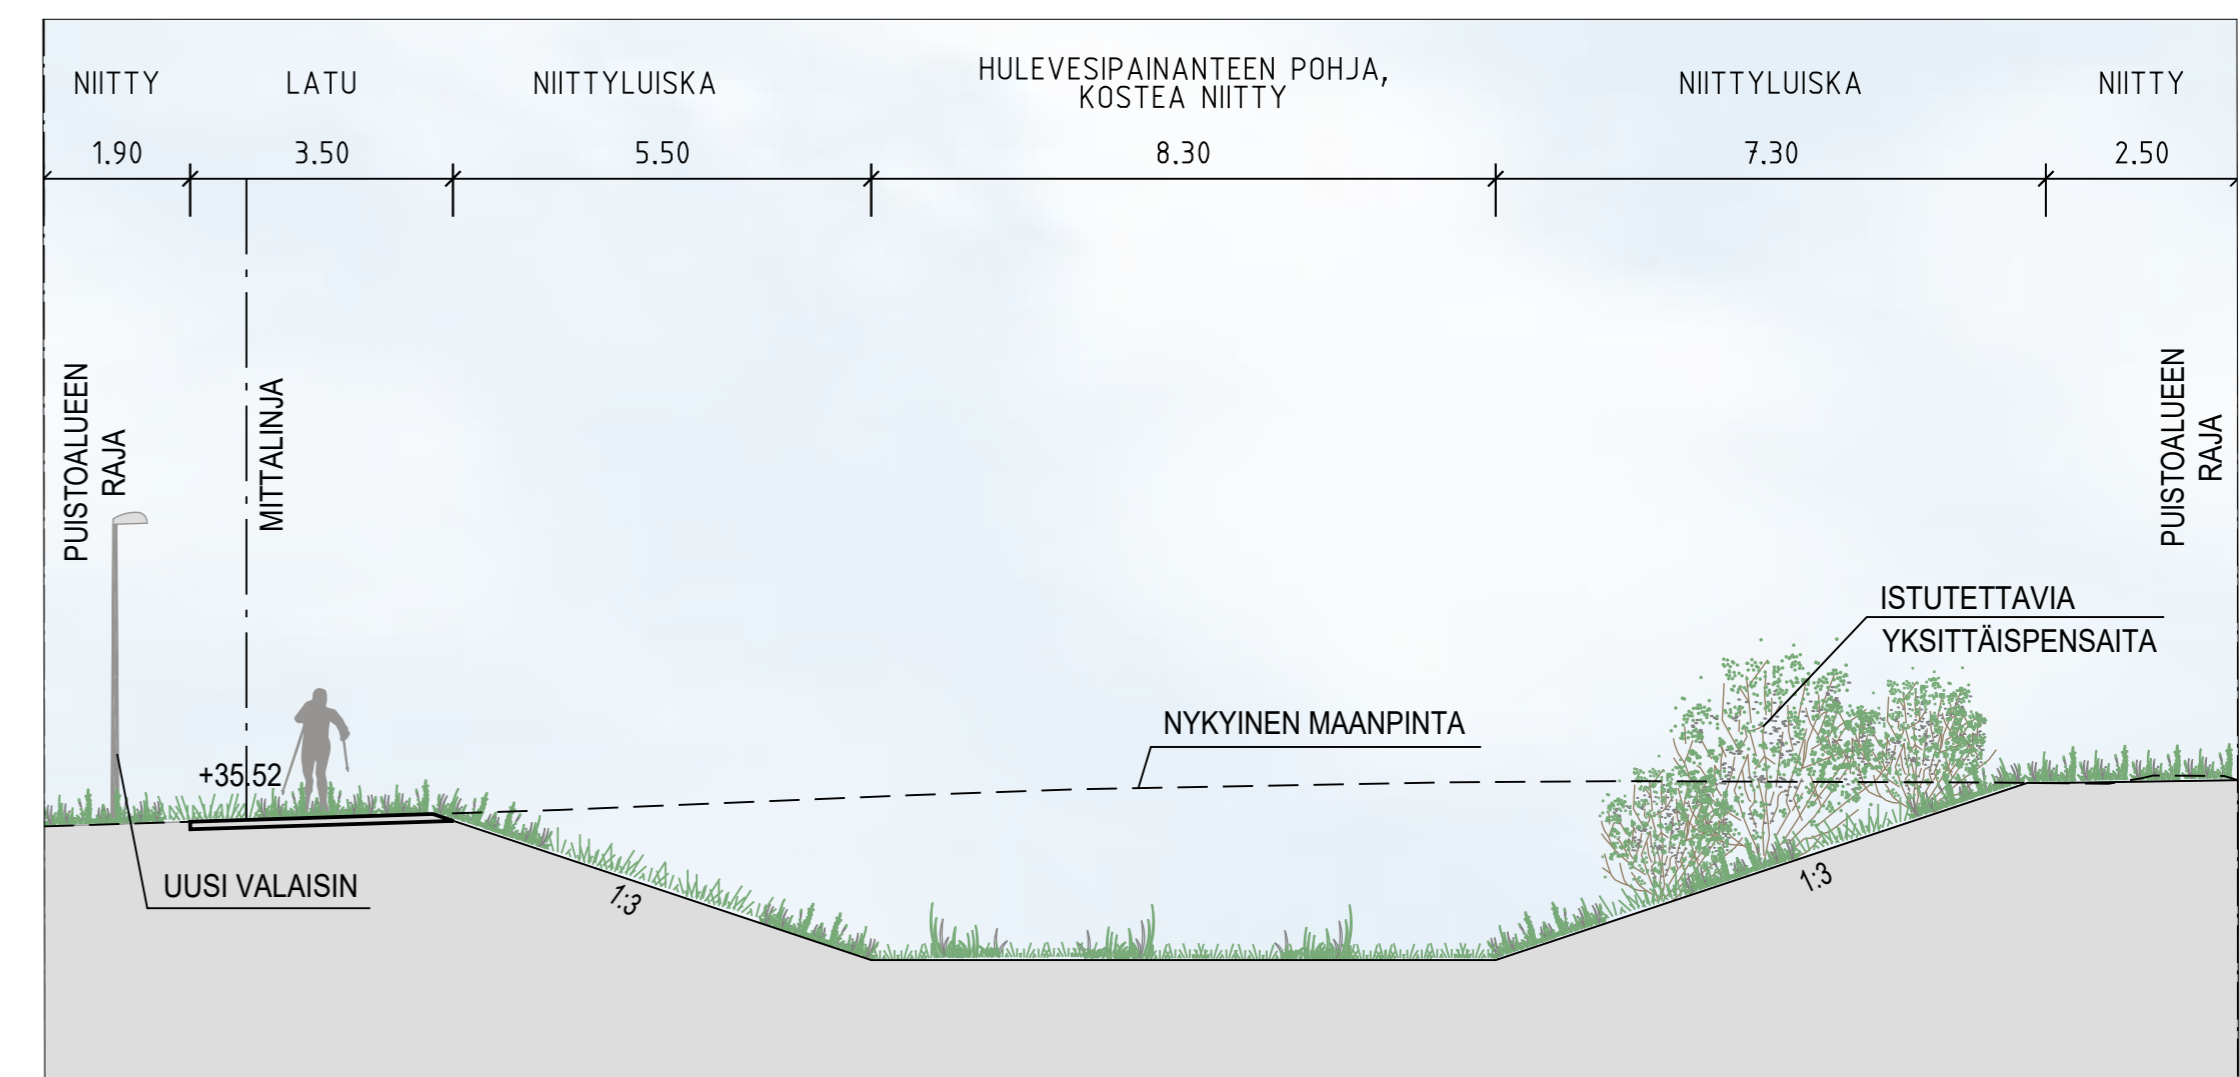 NIITTY
LATU
NIITTYLUISKA
HULEVESIPAINANTEEN POHJA,
KOSTEA NIITTY
NIITTYLUISKA
NIITTY
1.90
3.50
5.50
8.30
7.30
2.50
PUISTOALUEEN
RAJA
MITTALINJA
PUISTOALUEEN
RAJA
ISTUTETTAVIA
YKSITTÄISPENSAITA
NYKYINEN MAANPINTA
+35.52
UUSI VALAISIN
1:3
1:3